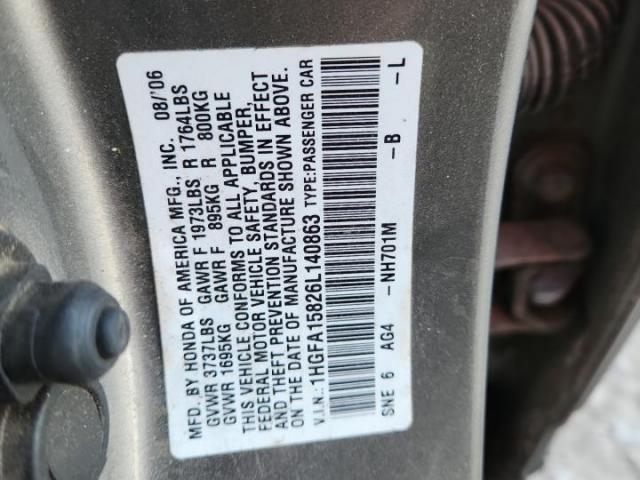 MFD. BY HONDA OF AMERICA MFG., INC. 08/'06
GVWR 3737LBS GAWR F 1973LBS R 1764LBS
GVWR 1695KG GAWR F 895KG R 800KG
THIS VEHICLE CONFORMS TO ALL APPLICABLE
FEDERAL MOTOR VEHICLE SAFETY, BUMPER,
AND THEFT PREVENTION STANDARDS IN EFFECT
ON THE DATE OF MANUFACTURE SHOWN ABOVE.
V.I.N.: 1HGFA15826L140863 TYPE:PASSENGER CAR
SNE 6 AG4 -NH701M -B -L